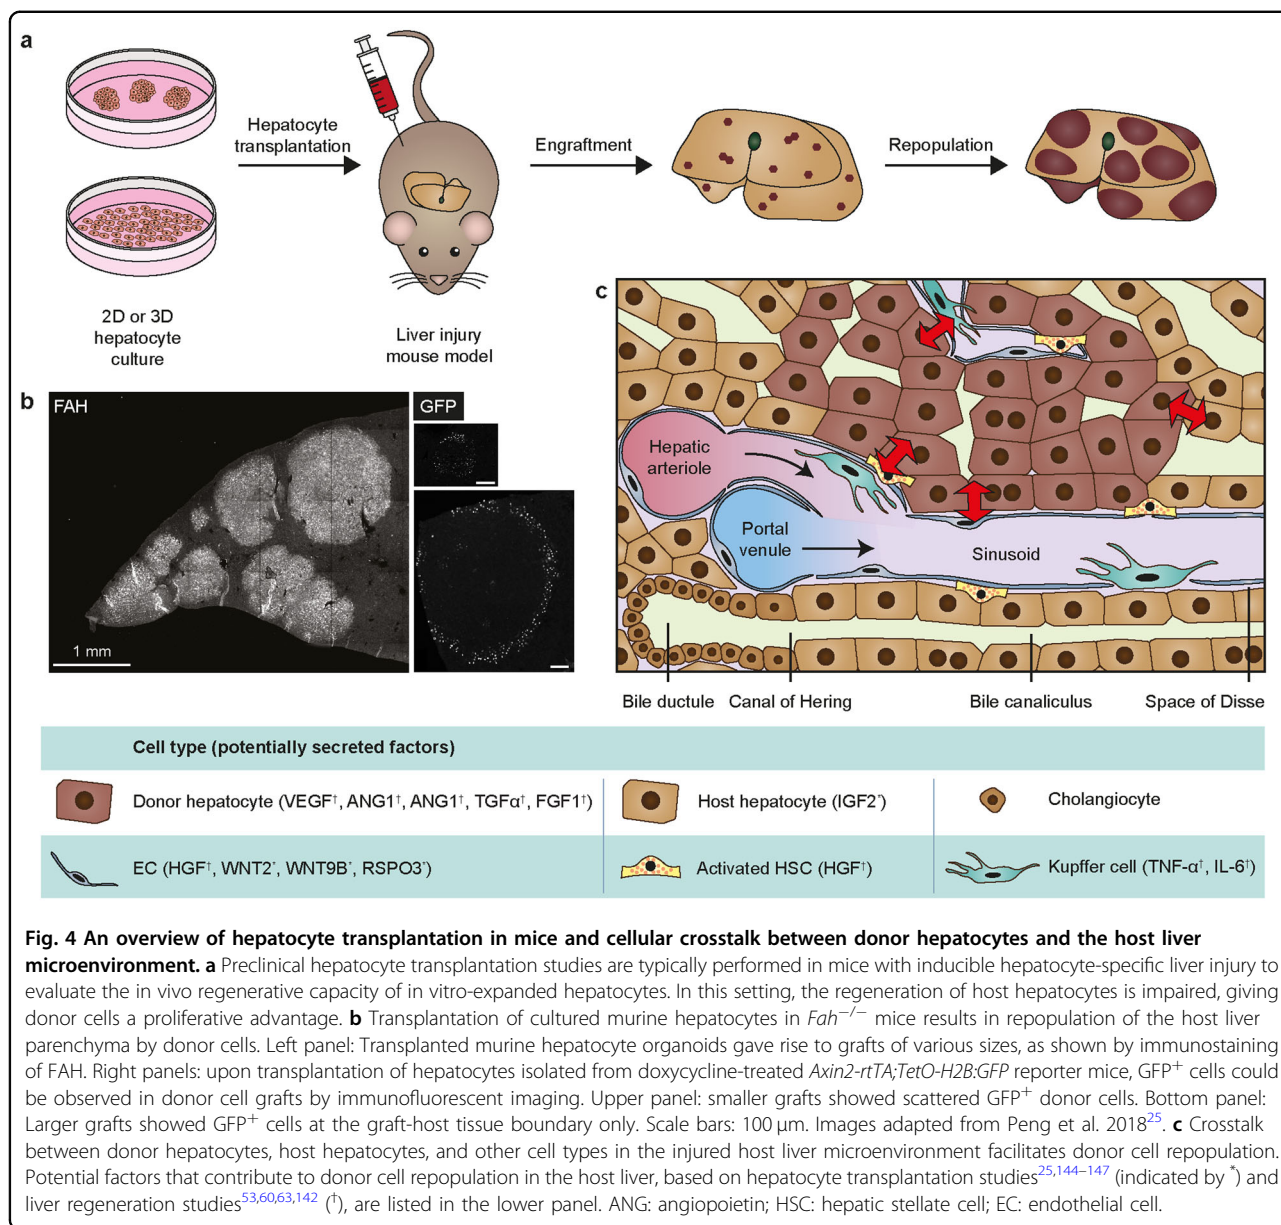 a
Hepatocyte
transplantation
Engraftment
Repopulation
2D or 3D
hepatocyte
culture
Liver injury
mouse model
b
FAH
GFP
1 mm
c
Hepatic
arteriole
Portal
venule
Sinusoid
Bile ductule
Canal of Hering
Bile canaliculus
Space of Disse
Cell type (potentially secreted factors)
Donor hepatocyte (VEGF†, ANG1†, ANG1†, TGFα†, FGF1†)
Host hepatocyte (IGF2*)
Cholangiocyte
EC (HGF†, WNT2*, WNT9B*, RSPO3*)
Activated HSC (HGF†)
Kupffer cell (TNF-α†, IL-6†)
Fig. 4 An overview of hepatocyte transplantation in mice and cellular crosstalk between donor hepatocytes and the host liver
microenvironment. a Preclinical hepatocyte transplantation studies are typically performed in mice with inducible hepatocyte-specific liver injury to
evaluate the in vivo regenerative capacity of in vitro-expanded hepatocytes. In this setting, the regeneration of host hepatocytes is impaired, giving
donor cells a proliferative advantage. b Transplantation of cultured murine hepatocytes in Fah−/− mice results in repopulation of the host liver
parenchyma by donor cells. Left panel: Transplanted murine hepatocyte organoids gave rise to grafts of various sizes, as shown by immunostaining
of FAH. Right panels: upon transplantation of hepatocytes isolated from doxycycline-treated Axin2-rtTA;TetO-H2B:GFP reporter mice, GFP+ cells could
be observed in donor cell grafts by immunofluorescent imaging. Upper panel: smaller grafts showed scattered GFP+ donor cells. Bottom panel:
Larger grafts showed GFP+ cells at the graft-host tissue boundary only. Scale bars: 100 μm. Images adapted from Peng et al. 201825. c Crosstalk
between donor hepatocytes, host hepatocytes, and other cell types in the injured host liver microenvironment facilitates donor cell repopulation.
Potential factors that contribute to donor cell repopulation in the host liver, based on hepatocyte transplantation studies25,144–147 (indicated by *) and
liver regeneration studies53,60,63,142 (†), are listed in the lower panel. ANG: angiopoietin; HSC: hepatic stellate cell; EC: endothelial cell.